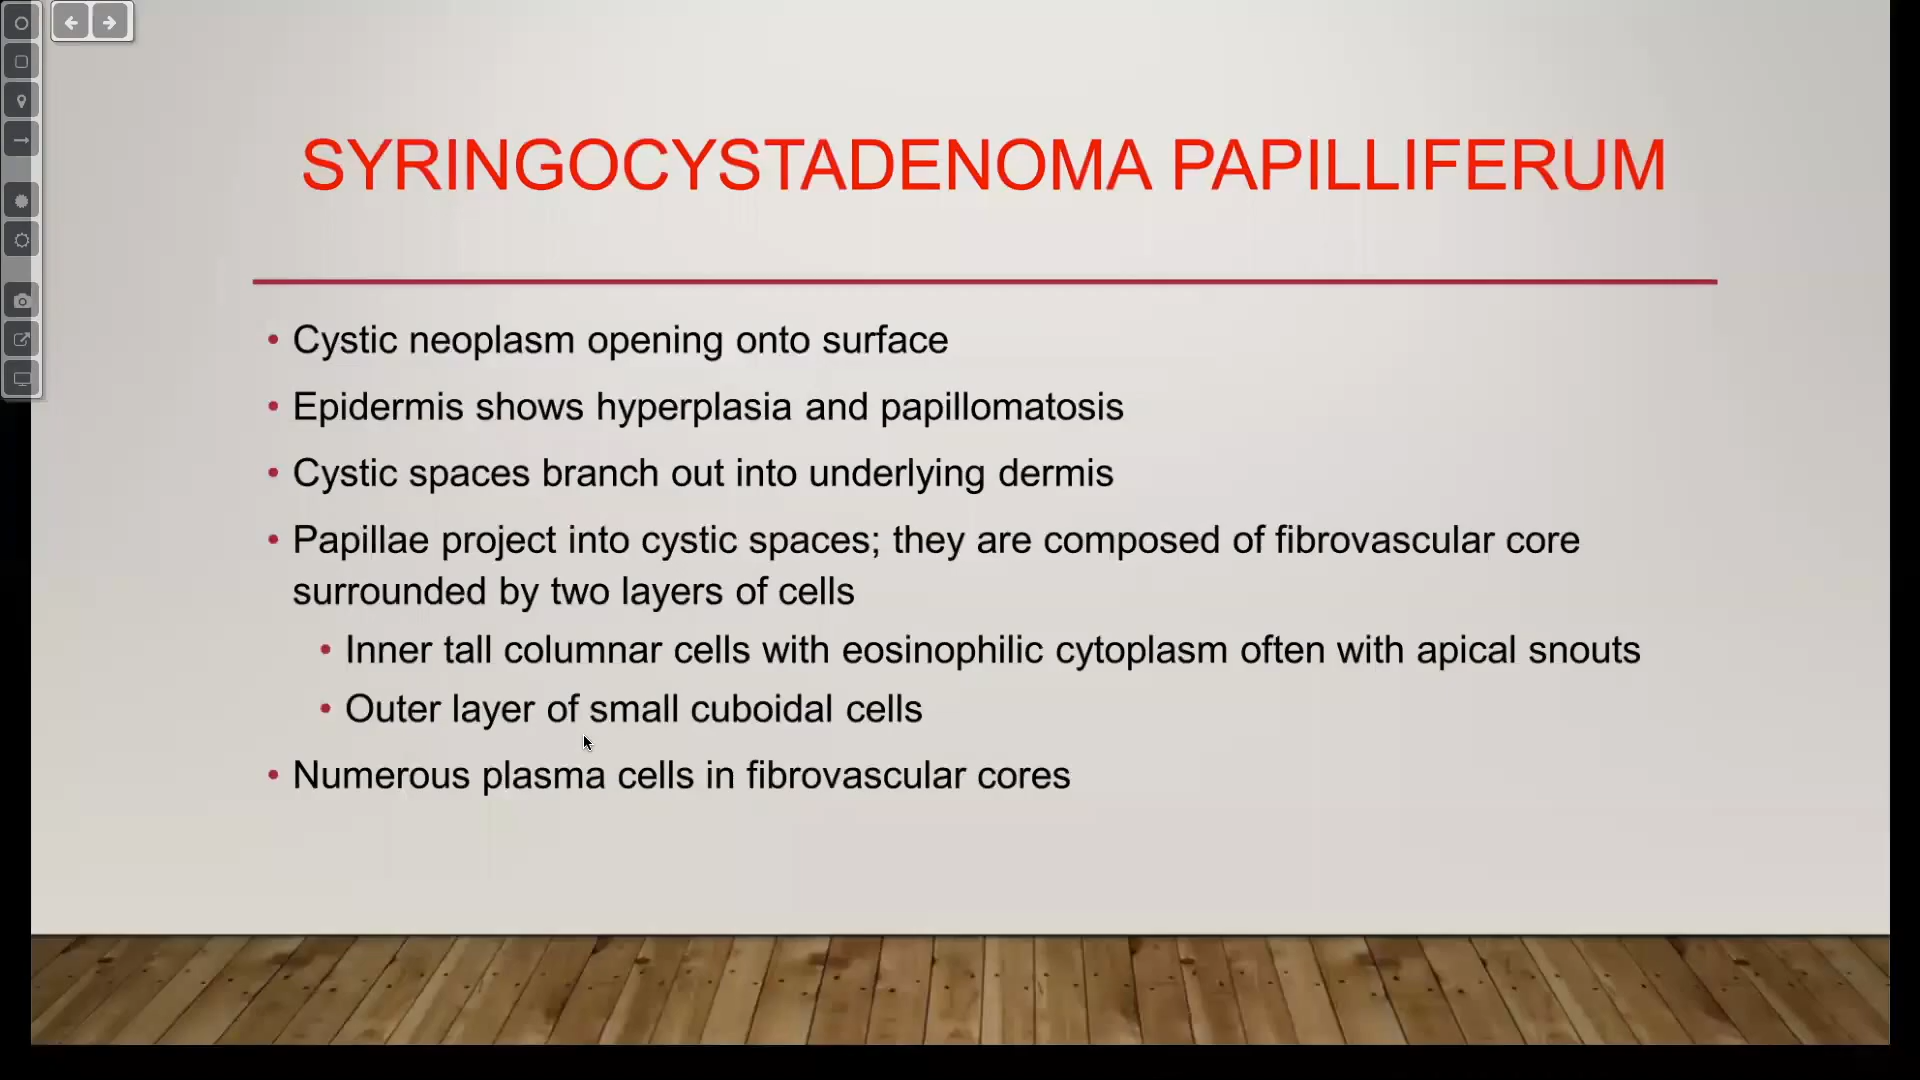 SYRINGOCYSTADENOMA PAPILLIFERUM
• Cystic neoplasm opening onto surface
• Epidermis shows hyperplasia and papillomatosis
• Cystic spaces branch out into underlying dermis
• Papillae project into cystic spaces; they are composed of fibrovascular core
surrounded by two layers of cells
• Inner tall columnar cells with eosinophilic cytoplasm often with apical snouts
• Outer layer of small cuboidal cells
• Numerous plasma cells in fibrovascular cores